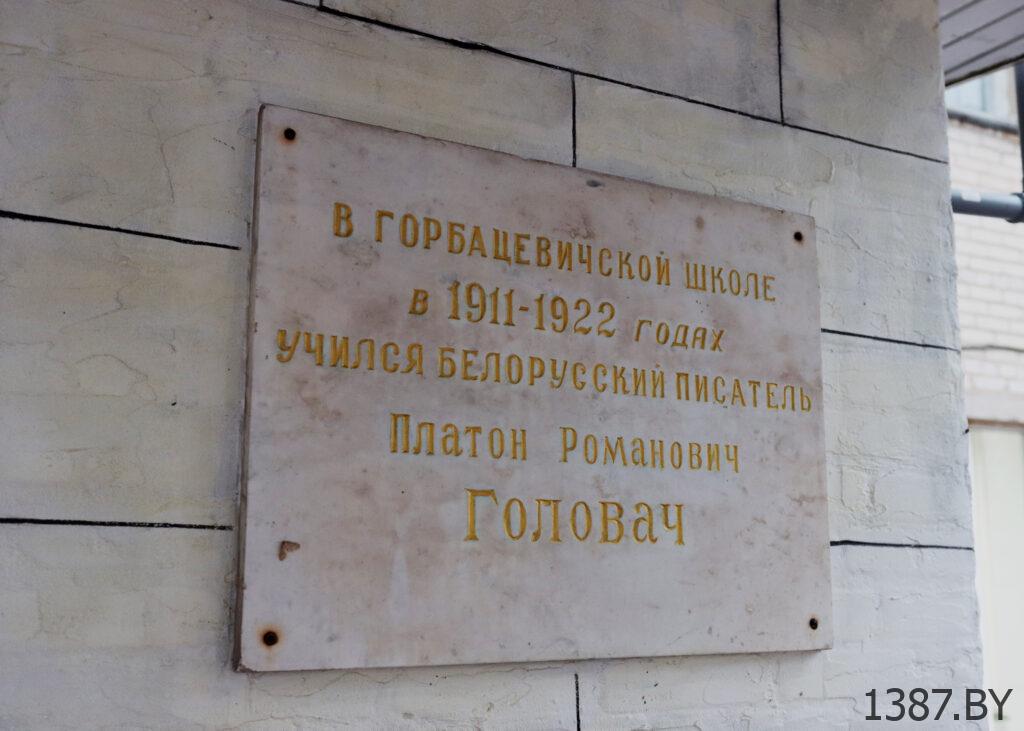 В ГОРБАЦЕВИЧСКОЙ ШКОЛЕ
в 1911-1922 годах
УЧИЛСЯ БЕЛОРУССКИЙ ПИСАТЕЛЬ
Платон Романович
Головач
1387.BY